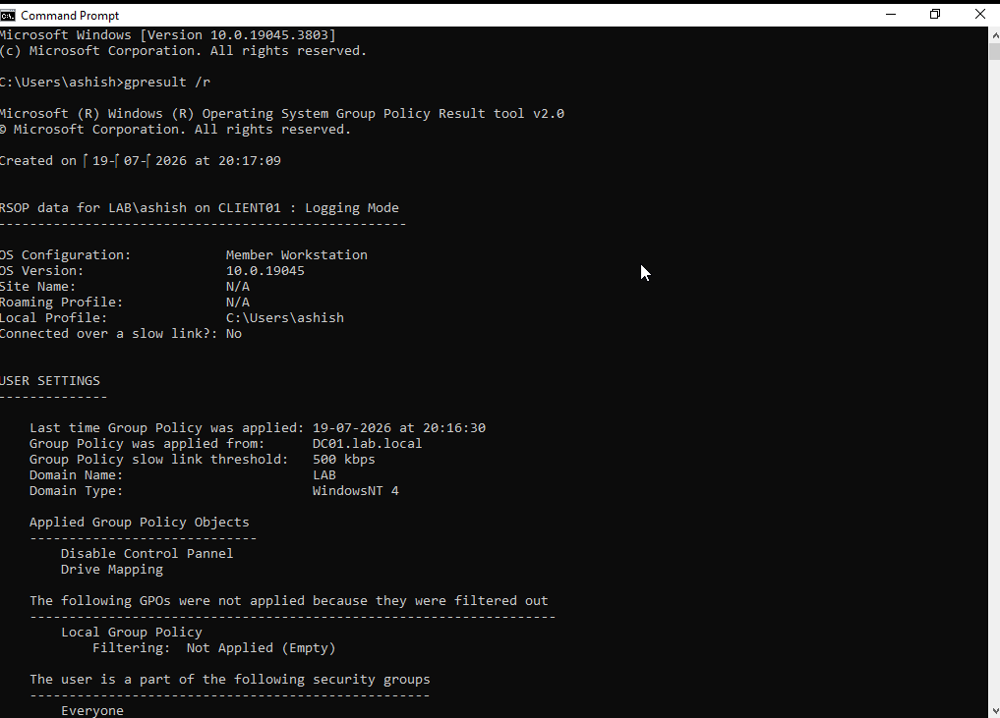 Command Prompt
Microsoft Windows [Version 10.0.19045.3803]
(c) Microsoft Corporation. All rights reserved.
C:\Users\ashish>gpresult /r
Microsoft (R) Windows (R) Operating System Group Policy Result tool v2.0
© Microsoft Corporation. All rights reserved.
Created on 19-07-2026 at 20:17:09
RSOP data for LAB\ashish on CLIENT01 : Logging Mode
----------------------------------------------------
OS Configuration:            Member Workstation
OS Version:                  10.0.19045
Site Name:                   N/A
Roaming Profile:             N/A
Local Profile:               C:\Users\ashish
Connected over a slow link?: No
USER SETTINGS
--------------
Last time Group Policy was applied: 19-07-2026 at 20:16:30
Group Policy was applied from:      DC01.lab.local
Group Policy slow link threshold:   500 kbps
Domain Name:                        LAB
Domain Type:                        WindowsNT 4
Applied Group Policy Objects
-----------------------------
Disable Control Pannel
Drive Mapping
The following GPOs were not applied because they were filtered out
-------------------------------------------------------------------
Local Group Policy
Filtering:  Not Applied (Empty)
The user is a part of the following security groups
---------------------------------------------------
Everyone